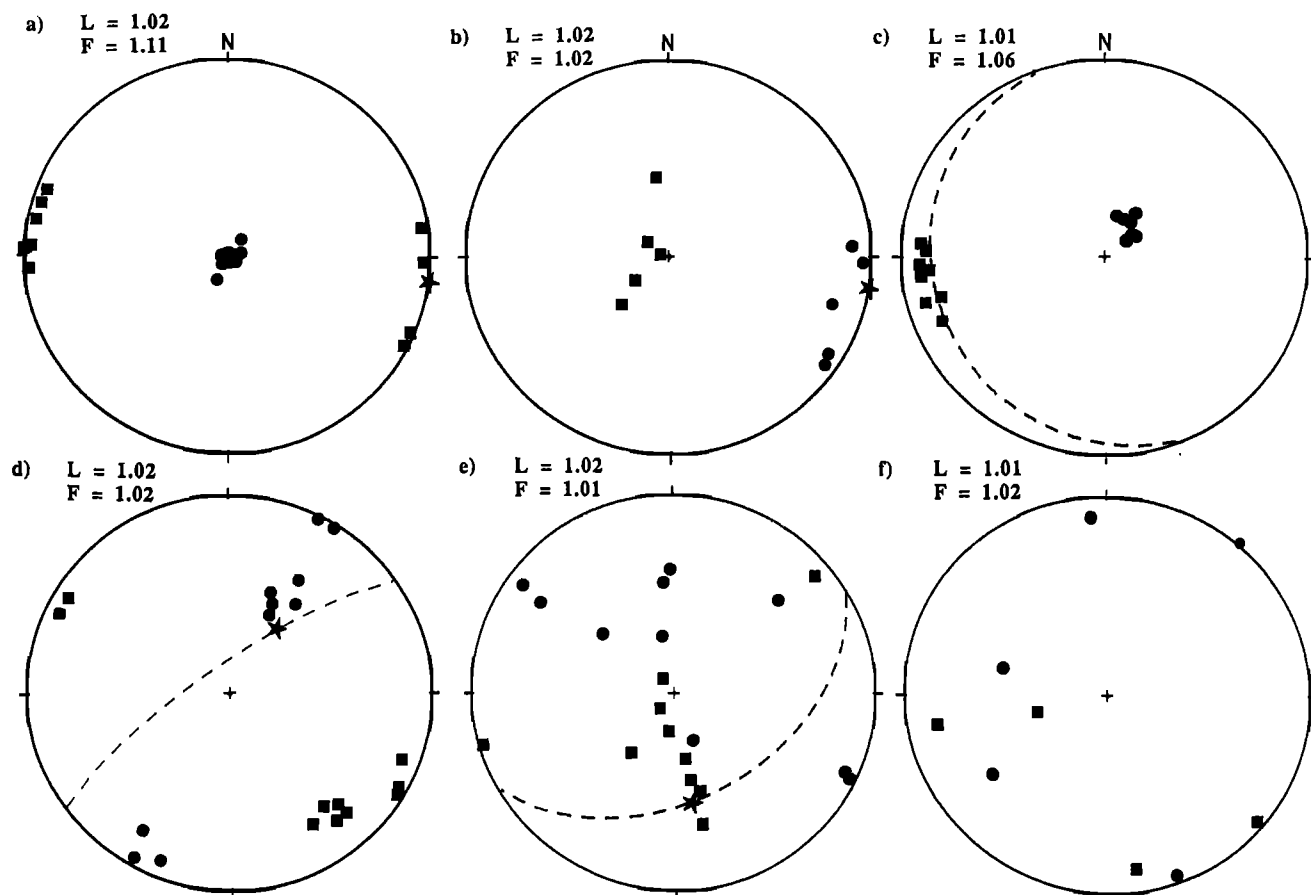 a) L = 1.02
F = 1.11
N
b) L = 1.02
F = 1.02
N
c) L = 1.01
F = 1.06
N
d) L = 1.02
F = 1.02
e) L = 1.02
F = 1.01
f) L = 1.01
F = 1.02